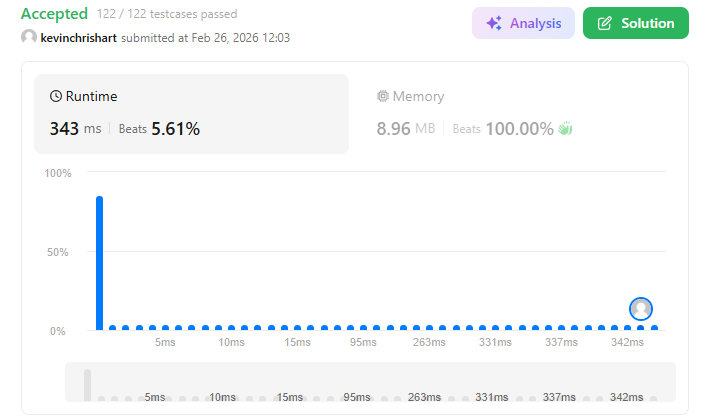 Accepted 122 / 122 testcases passed
Analysis
Solution
kevinchrishart submitted at Feb 26, 2026 12:03
Runtime
343 ms | Beats 5.61%
Memory
8.96 MB | Beats 100.00%
100%
50%
0%
5ms 10ms 15ms 95ms 263ms 331ms 337ms 342ms
5ms 10ms 15ms 95ms 263ms 331ms 337ms 342ms